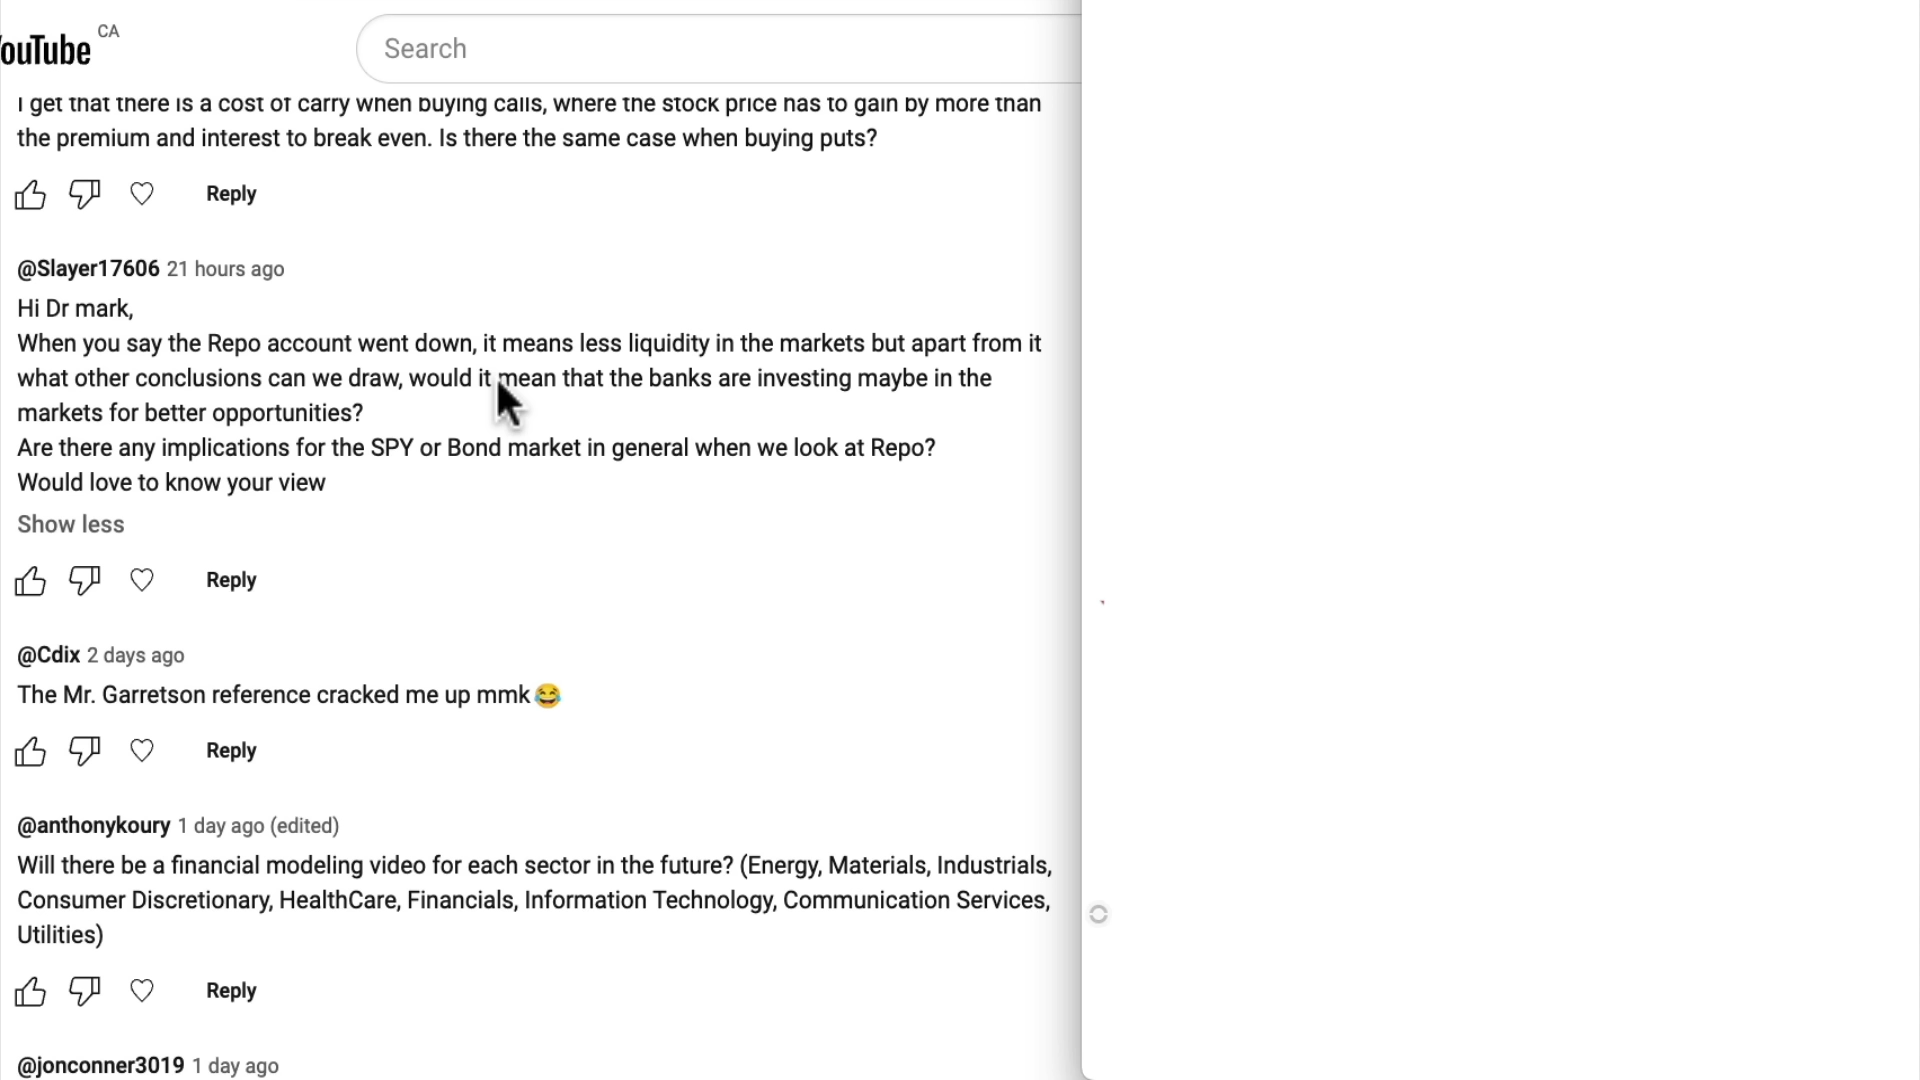 ouTube CA
Search
I get that there is a cost of carry when buying calls, where the stock price has to gain by more than
the premium and interest to break even. Is there the same case when buying puts?
Reply
@Slayer17606 21 hours ago
Hi Dr mark,
When you say the Repo account went down, it means less liquidity in the markets but apart from it
what other conclusions can we draw, would it mean that the banks are investing maybe in the
markets for better opportunities?
Are there any implications for the SPY or Bond market in general when we look at Repo?
Would love to know your view
Show less
Reply
@Cdix 2 days ago
The Mr. Garretson reference cracked me up mmk😂
Reply
@anthonykoury 1 day ago (edited)
Will there be a financial modeling video for each sector in the future? (Energy, Materials, Industrials,
Consumer Discretionary, HealthCare, Financials, Information Technology, Communication Services,
Utilities)
Reply
@jonconner3019 1 day ago